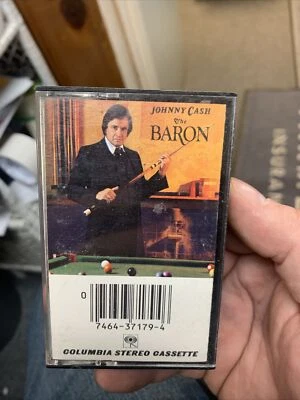 JOHNNY CASH
The
BARON
0
7464-37179-4
COLUMBIA STEREO CASSETTE